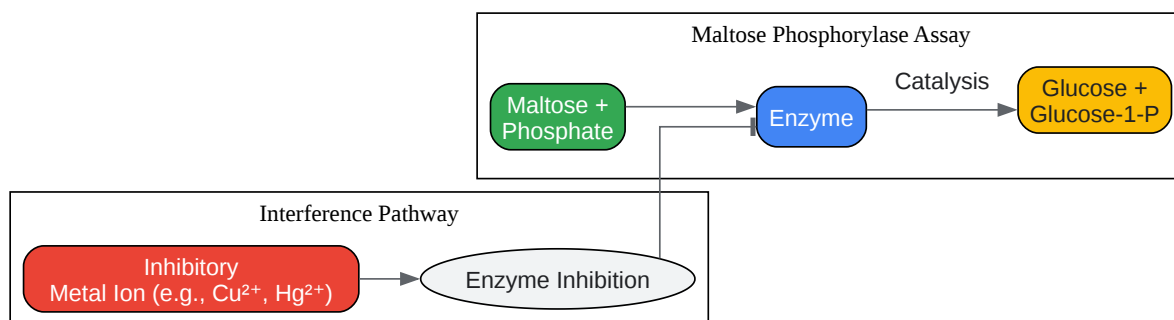 Maltose Phosphorylase Assay
Maltose +
Phosphate
Enzyme
Catalysis
Glucose +
Glucose-1-P
Interference Pathway
Inhibitory
Metal Ion (e.g., Cu²⁺, Hg²⁺)
Enzyme Inhibition